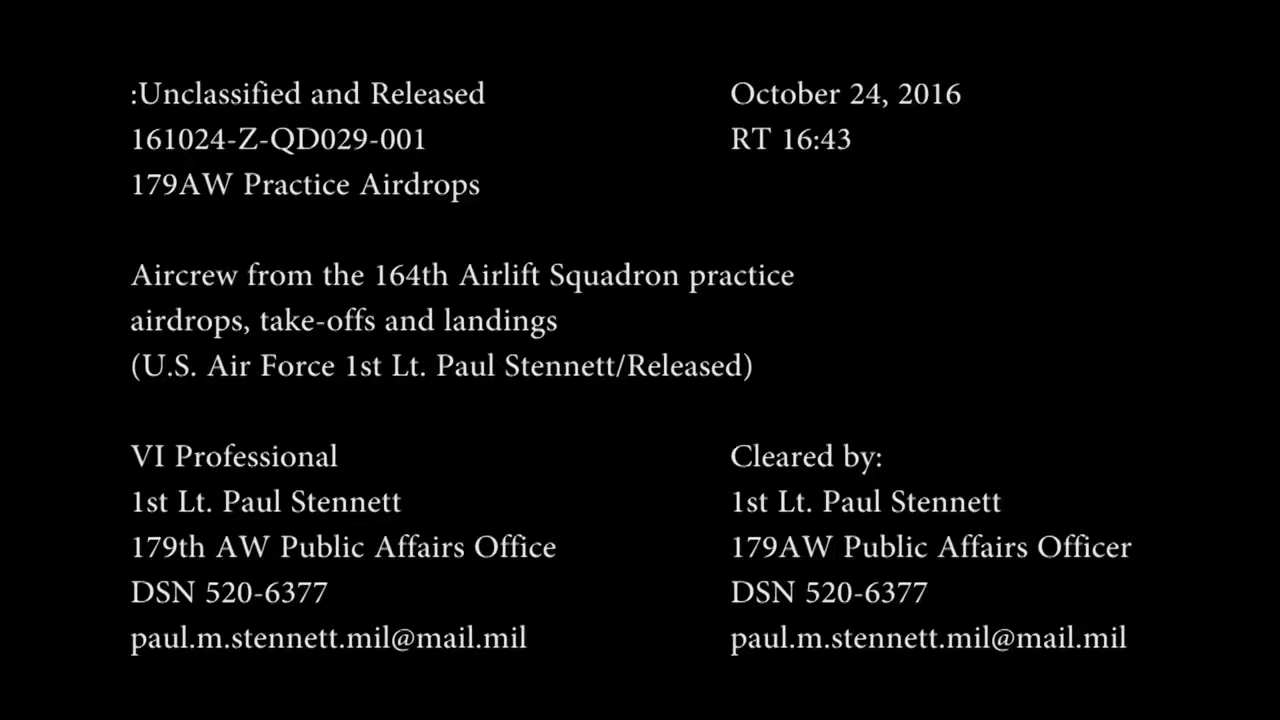 :Unclassified and Released
October 24, 2016
161024-Z-QD029-001
RT 16:43
179AW Practice Airdrops
Aircrew from the 164th Airlift Squadron practice
airdrops, take-offs and landings
(U.S. Air Force 1st Lt. Paul Stennett/Released)
VI Professional
1st Lt. Paul Stennett
179th AW Public Affairs Office
DSN 520-6377
paul.m.stennett.mil@mail.mil
Cleared by:
1st Lt. Paul Stennett
179AW Public Affairs Officer
DSN 520-6377
paul.m.stennett.mil@mail.mil